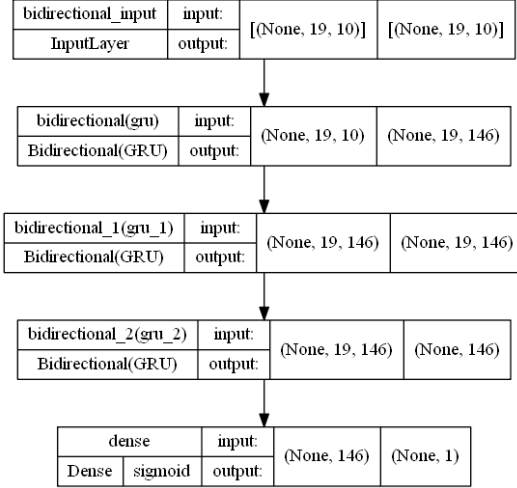 bidirectional_input input: [(None, 19, 10)] [(None, 19, 10)]
InputLayer output:
bidirectional(gru) input: (None, 19, 10) (None, 19, 146)
Bidirectional(GRU) output:
bidirectional_1(gru_1) input: (None, 19, 146) (None, 19, 146)
Bidirectional(GRU) output:
bidirectional_2(gru_2) input: (None, 19, 146) (None, 146)
Bidirectional(GRU) output:
dense input: (None, 146) (None, 1)
Dense sigmoid output: